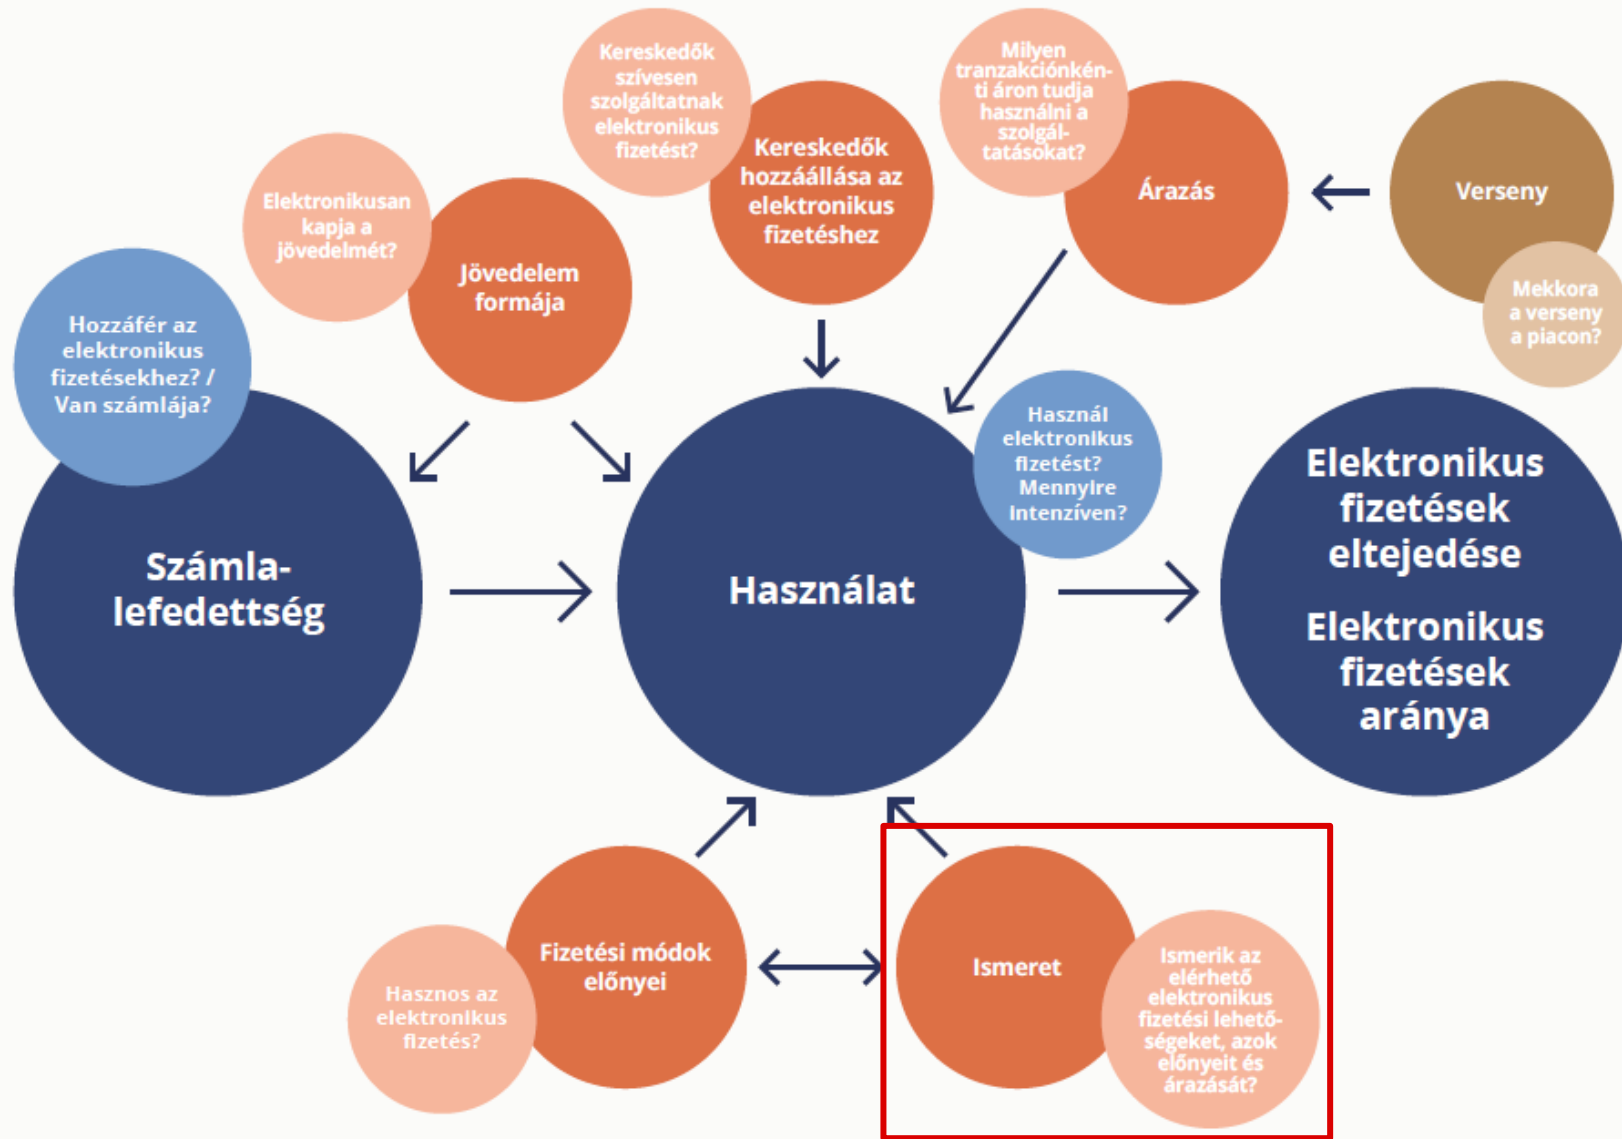 Kereskedők
szívesen
szolgáltatnak
elektronikus
fizetést?
Kereskedők
hozzáállása az
elektronikus
fizetéshez
Milyen
tranzakciónkén-
ti áron tudja
használni a
szolgál-
tatásokat?
Árazás
Verseny
Mekkora
a verseny
a piacon?
Elektronikusan
kapja a
jövedelmét?
Jövedelem
formája
Hozzáfér az
elektronikus
fizetésekhez? /
Van számlája?
Számla-
lefedettség
Használ
elektronikus
fizetést?
Mennyire
Intenzíven?
Használat
Elektronikus
fizetések
eltejedése
Elektronikus
fizetések
aránya
Fizetési módok
előnyei
Hasznos az
elektronikus
fizetés?
Ismeret
Ismerik az
elérhető
elektronikus
fizetési lehető-
ségeket, azok
előnyeit és
árazását?